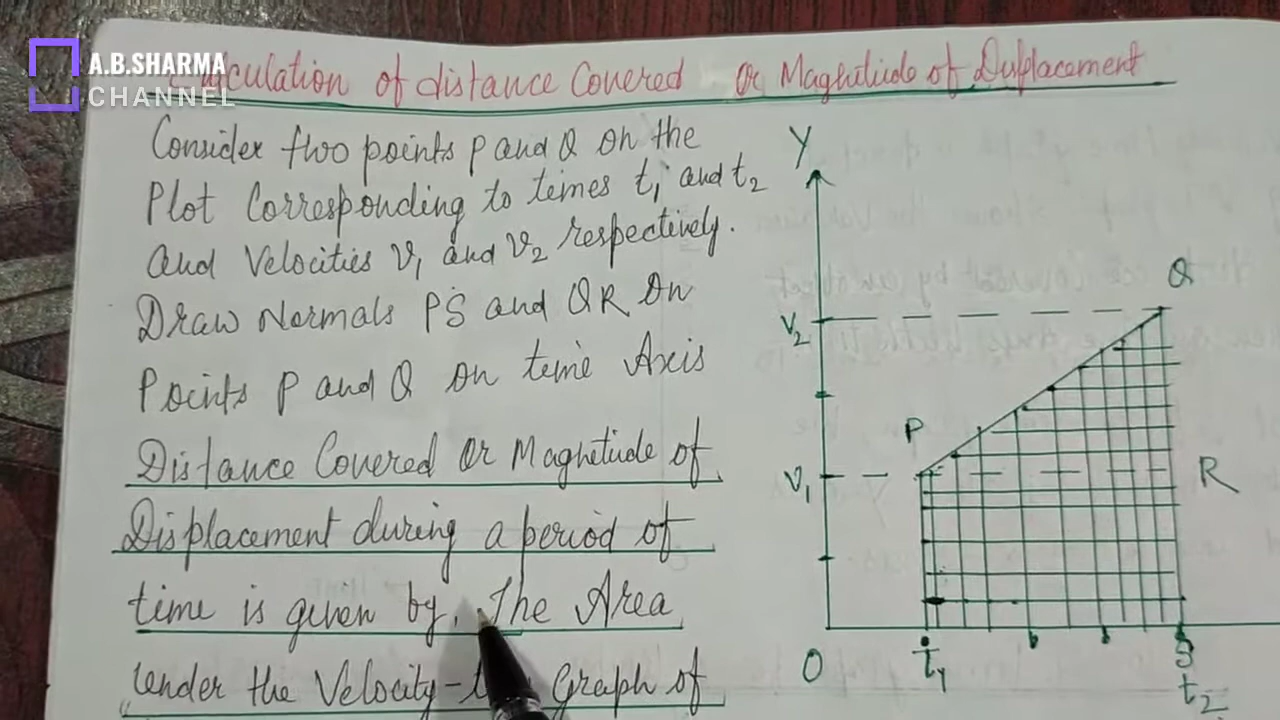 A.B.SHARMA
CHANNEL
Calculation of distance Covered Or Magnitude of Displacement
Consider two points P and Q on the
Plot Corresponding to times t1 and t2
and Velocities v1 and v2 respectively.
Draw Normals PS and QR on
Points P and Q on time Axis
Distance Covered Or Magnetude of
Displacement during a period of
time is given by. The Area
under the Velocity-t Graph of
Y
Q
V2
P
V1
R
O
t1
S
t2